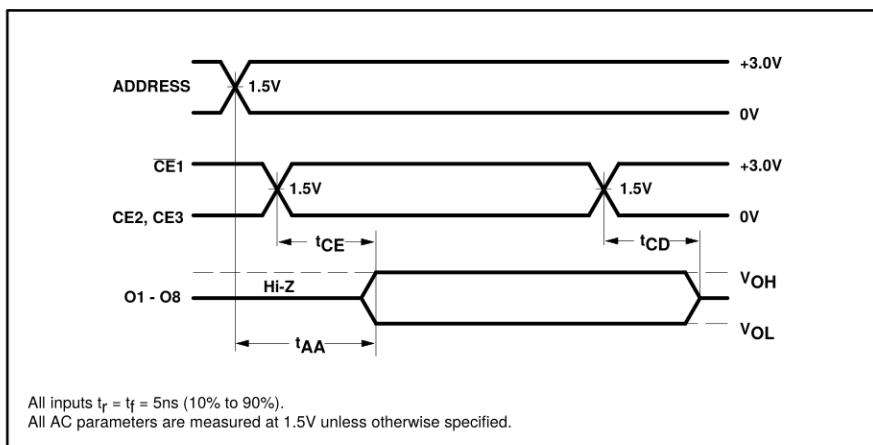 ADDRESS 1.5V +3.0V
0V
C̅E̅1 1.5V 1.5V +3.0V
CE2, CE3 0V
tCE tCD
Hi-Z VOH
O1 - O8
VOL
tAA
All inputs tr = tf = 5ns (10% to 90%).
All AC parameters are measured at 1.5V unless otherwise specified.